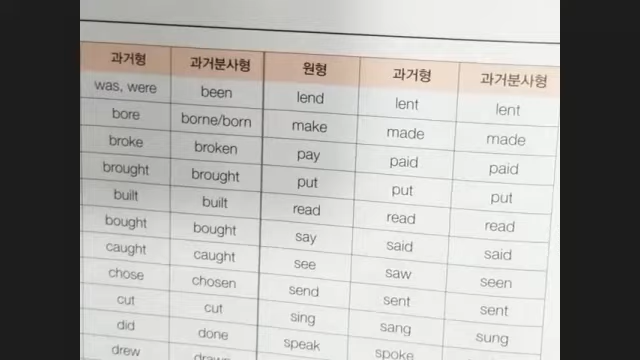 과거형 과거분사형 원형 과거형 과거분사형
was, were been lend lent lent
bore borne/born make made made
broke broken pay paid paid
brought brought put put put
built built read read read
bought bought say said said
caught caught see saw seen
chose chosen send sent sent
cut cut sing sang sung
did done speak spoke
drew drawn